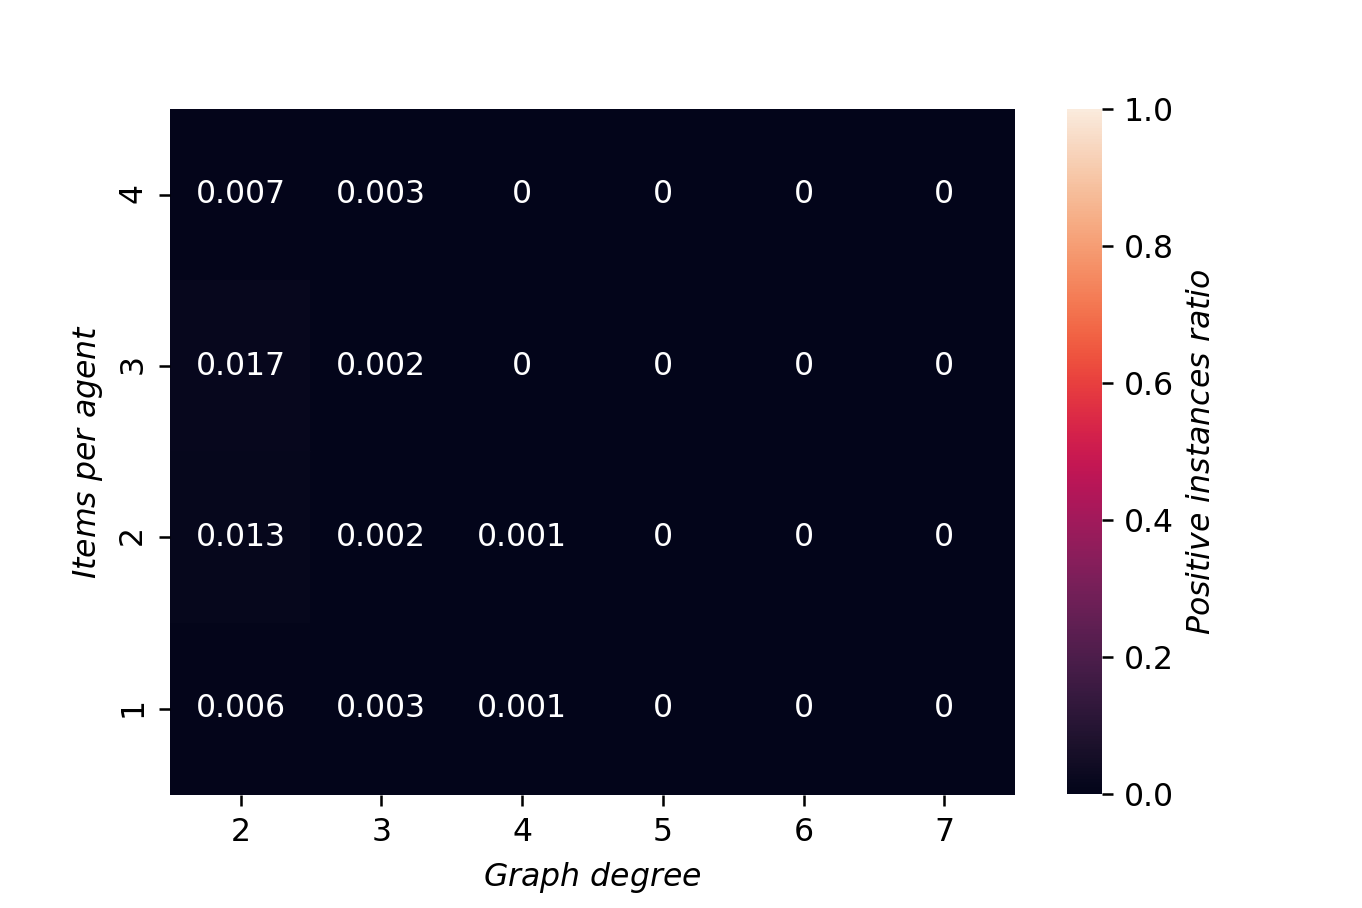 4 0.007 0.003 0 0 0 0
3 0.017 0.002 0 0 0 0
2 0.013 0.002 0.001 0 0 0
1 0.006 0.003 0.001 0 0 0
2 3 4 5 6 7
Graph degree
Items per agent
1.0
0.8
0.6
0.4
0.2
0.0
Positive instances ratio